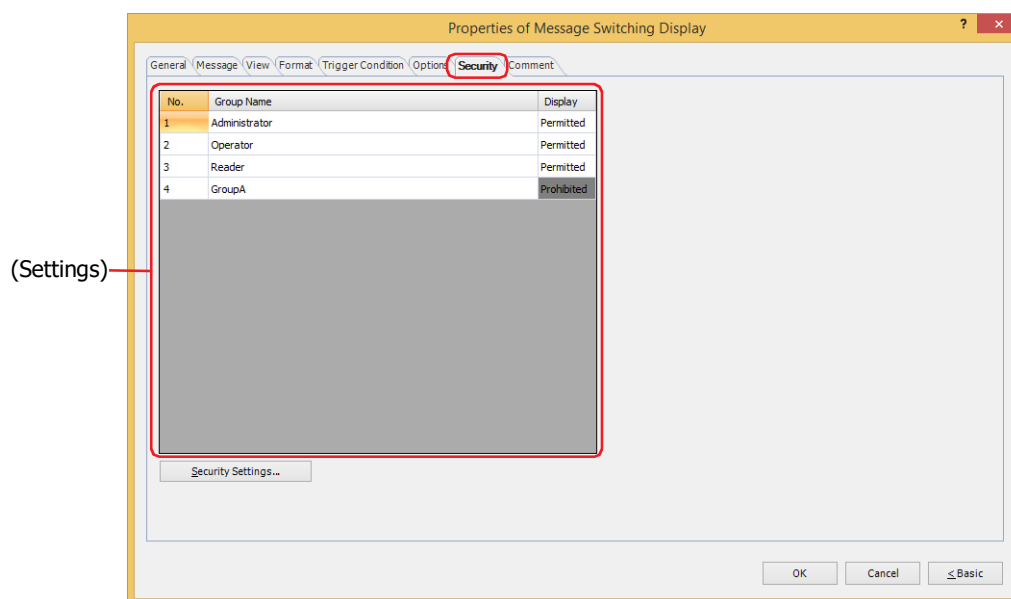 Properties of Message Switching Display
? ×
General Message View Format Trigger Condition Options Security Comment
No. Group Name Display
1 Administrator Permitted
2 Operator Permitted
3 Reader Permitted
4 GroupA Prohibited
(Settings)
Security Settings...
OK Cancel < Basic